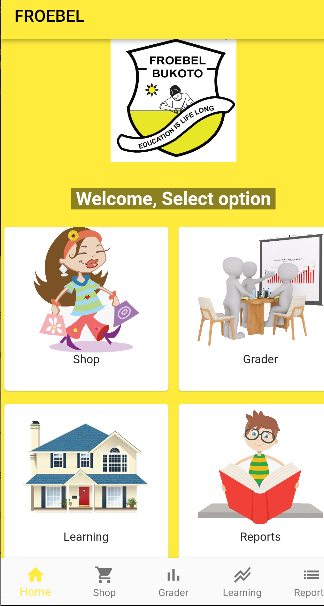 FROEBEL
FROEBEL
BUKOTO
EDUCATION IS LIFE LONG
Welcome, Select option
Shop
Grader
Learning
Reports
Home
Shop
Grader
Learning
Report